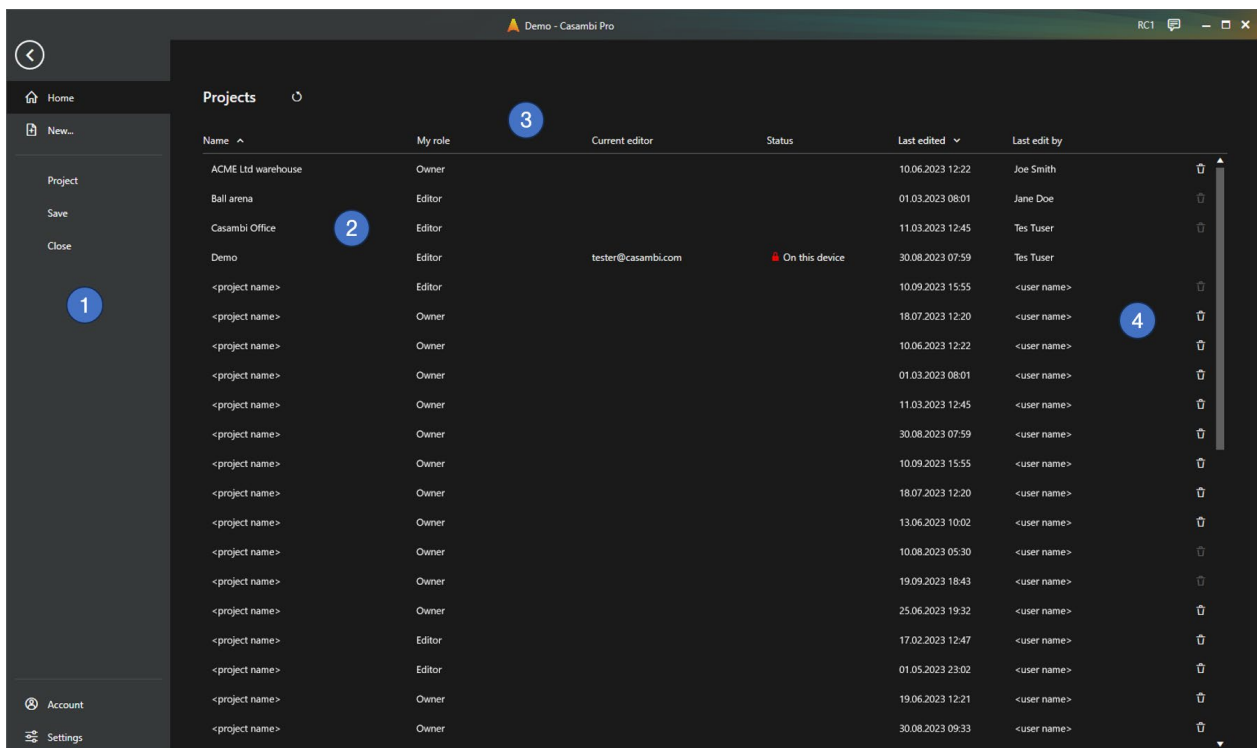 Demo - Casambi Pro
RC1
Home
New...
Project
Save
Close
1
Account
Settings
Projects
3
Name My role Current editor Status Last edited Last edit by
ACME Ltd warehouse Owner 10.06.2023 12:22 Joe Smith
Ball arena Editor 01.03.2023 08:01 Jane Doe
Casambi Office 2 Editor 11.03.2023 12:45 Tes Tuser
Demo Editor tester@casambi.com On this device 30.08.2023 07:59 Tes Tuser
<project name> Editor 10.09.2023 15:55 <user name>
<project name> Owner 18.07.2023 12:20 <user name> 4
<project name> Owner 10.06.2023 12:22 <user name>
<project name> Owner 01.03.2023 08:01 <user name>
<project name> Owner 11.03.2023 12:45 <user name>
<project name> Owner 30.08.2023 07:59 <user name>
<project name> Owner 10.09.2023 15:55 <user name>
<project name> Owner 18.07.2023 12:20 <user name>
<project name> Owner 13.06.2023 10:02 <user name>
<project name> Owner 10.08.2023 05:30 <user name>
<project name> Owner 19.09.2023 18:43 <user name>
<project name> Owner 25.06.2023 19:32 <user name>
<project name> Editor 17.02.2023 12:47 <user name>
<project name> Editor 01.05.2023 23:02 <user name>
<project name> Owner 19.06.2023 12:21 <user name>
<project name> Owner 30.08.2023 09:33 <user name>